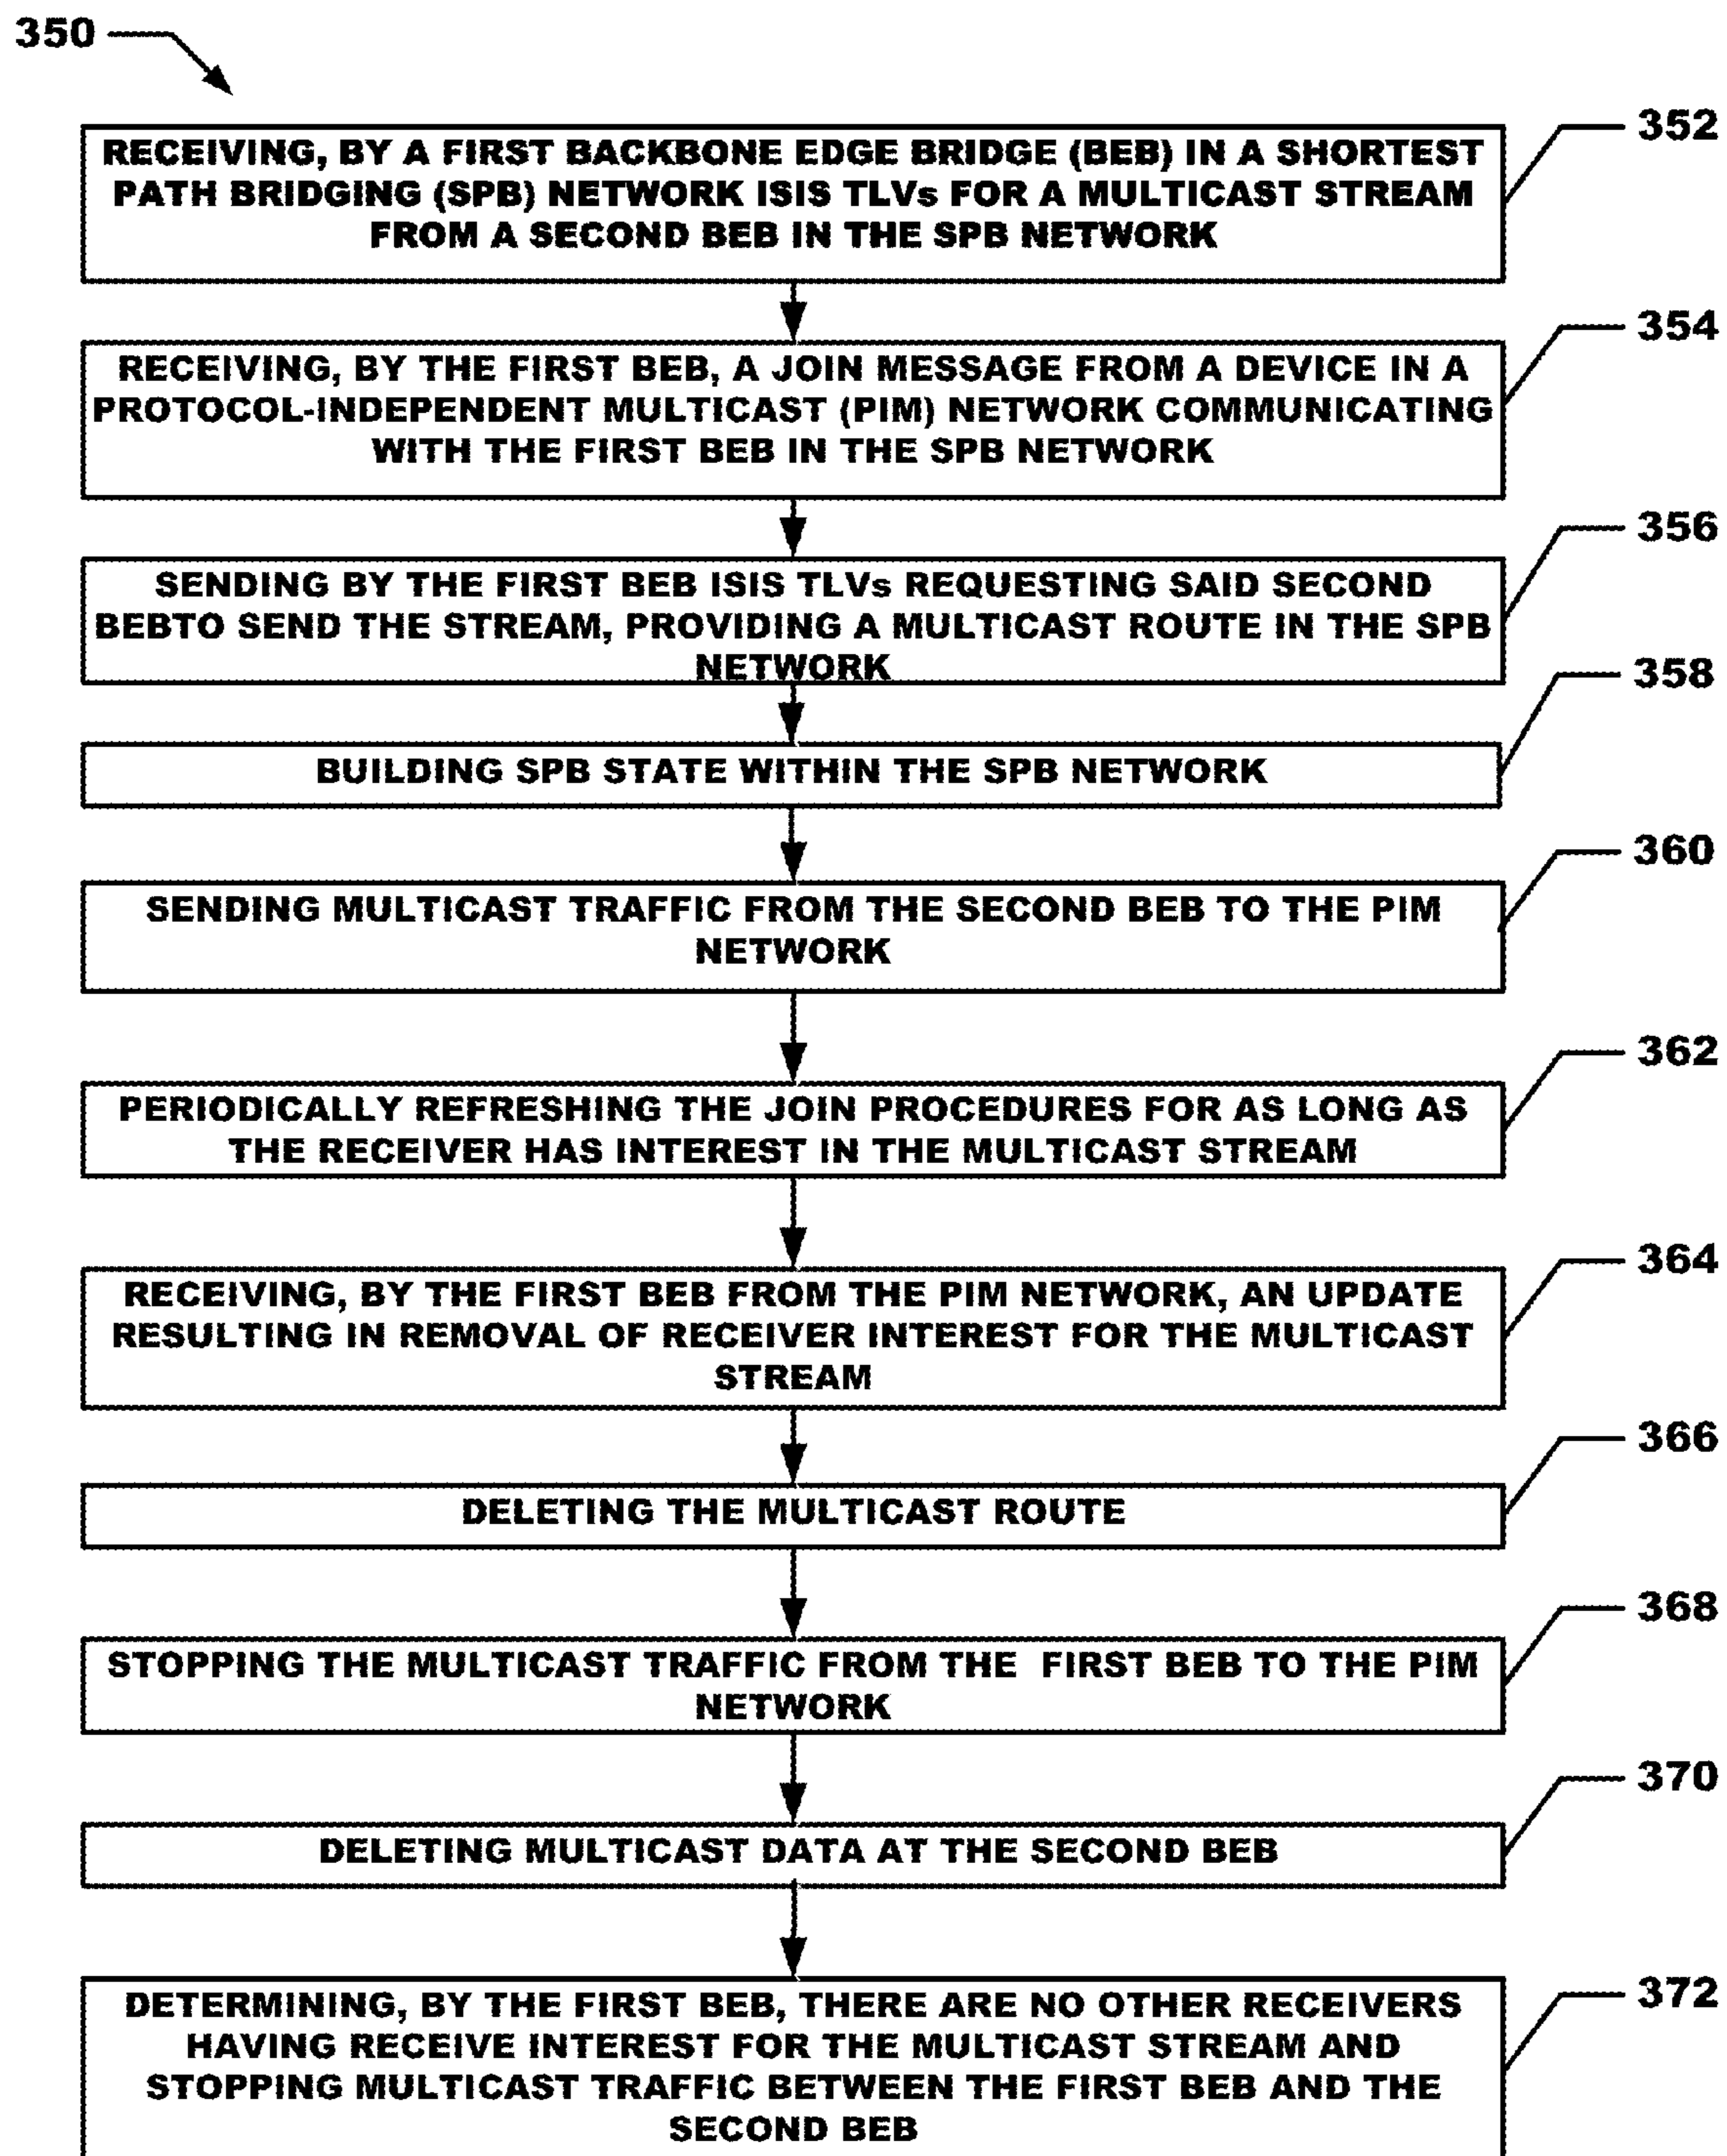 350
352
RECEIVING, BY A FIRST BACKBONE EDGE BRIDGE (BEB) IN A SHORTEST
PATH BRIDGING (SPB) NETWORK ISIS TLVs FOR A MULTICAST STREAM
FROM A SECOND BEB IN THE SPB NETWORK
354
RECEIVING, BY THE FIRST BEB, A JOIN MESSAGE FROM A DEVICE IN A
PROTOCOL-INDEPENDENT MULTICAST (PIM) NETWORK COMMUNICATING
WITH THE FIRST BEB IN THE SPB NETWORK
356
SENDING BY THE FIRST BEB ISIS TLVs REQUESTING SAID SECOND
BEBTO SEND THE STREAM, PROVIDING A MULTICAST ROUTE IN THE SPB
NETWORK
358
BUILDING SPB STATE WITHIN THE SPB NETWORK
360
SENDING MULTICAST TRAFFIC FROM THE SECOND BEB TO THE PIM
NETWORK
362
PERIODICALLY REFRESHING THE JOIN PROCEDURES FOR AS LONG AS
THE RECEIVER HAS INTEREST IN THE MULTICAST STREAM
364
RECEIVING, BY THE FIRST BEB FROM THE PIM NETWORK, AN UPDATE
RESULTING IN REMOVAL OF RECEIVER INTEREST FOR THE MULTICAST
STREAM
366
DELETING THE MULTICAST ROUTE
368
STOPPING THE MULTICAST TRAFFIC FROM THE FIRST BEB TO THE PIM
NETWORK
370
DELETING MULTICAST DATA AT THE SECOND BEB
372
DETERMINING, BY THE FIRST BEB, THERE ARE NO OTHER RECEIVERS
HAVING RECEIVE INTEREST FOR THE MULTICAST STREAM AND
STOPPING MULTICAST TRAFFIC BETWEEN THE FIRST BEB AND THE
SECOND BEB